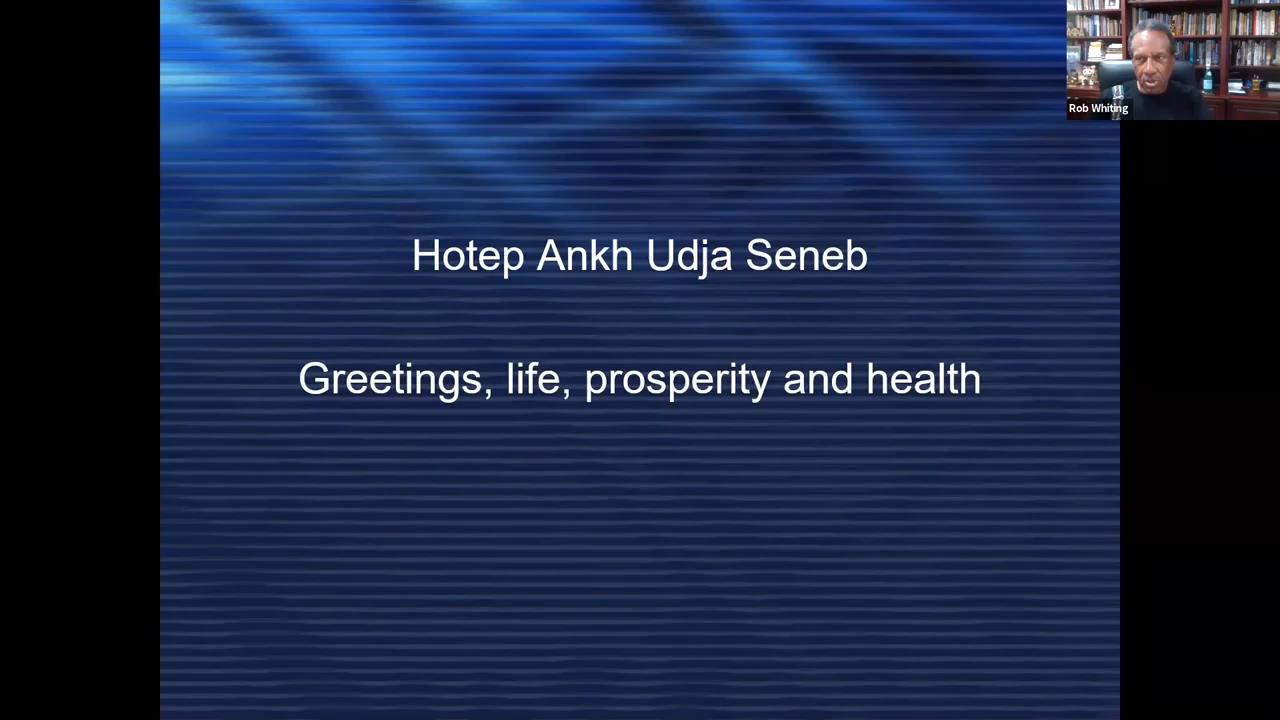 Rob Whiting
Hotep Ankh Udja Seneb
Greetings, life, prosperity and health